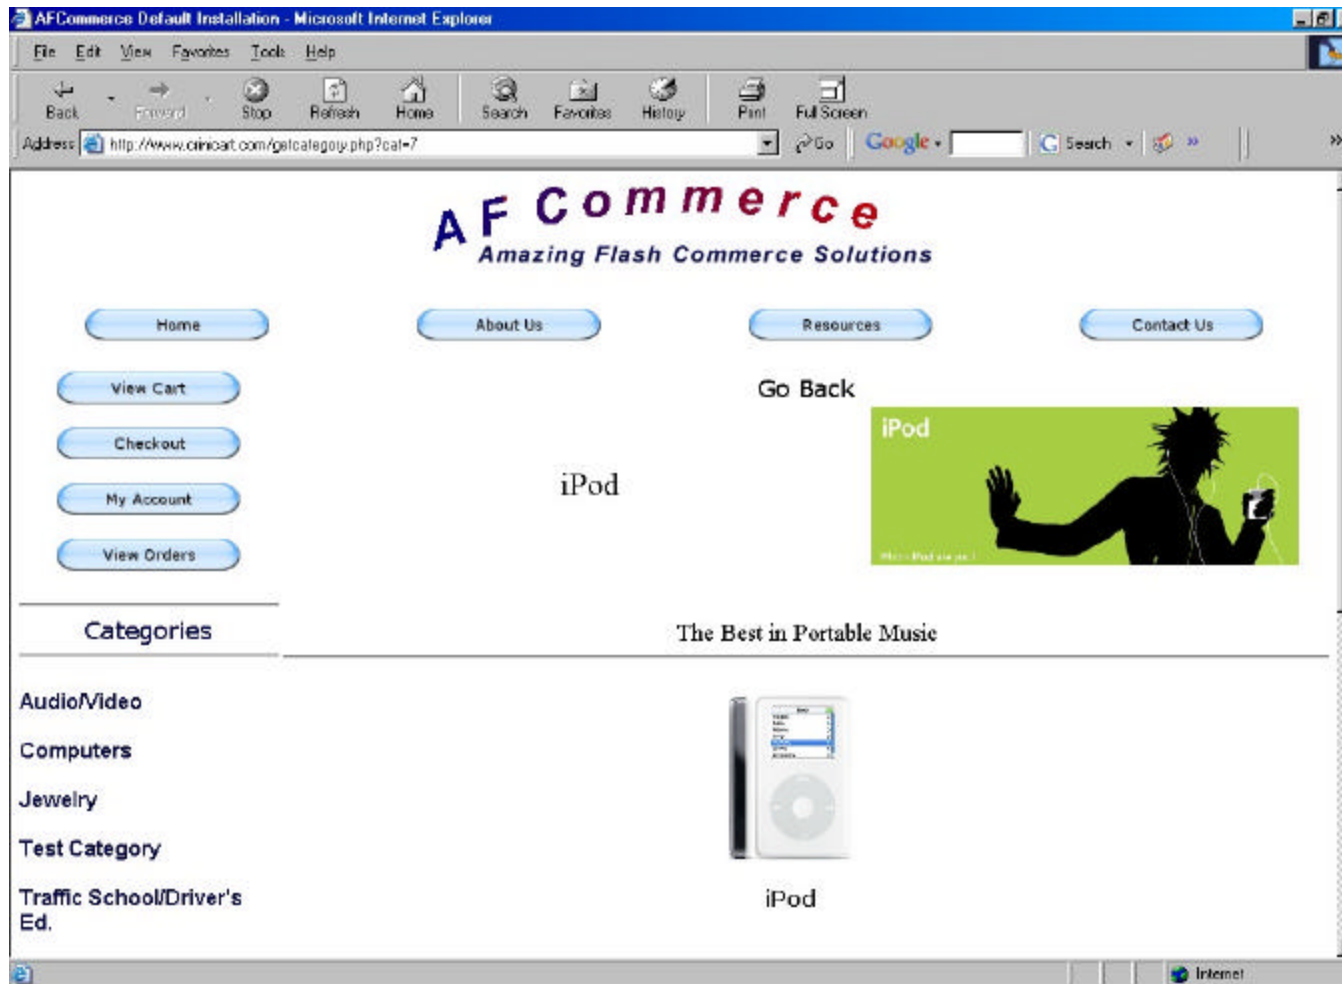 AFCommerce Default Installation - Microsoft Internet Explorer
File Edit View Favorites Tools Help
Back Forward Stop Refresh Home Search Favorites History Print Full Screen
Address http://www.crinicart.com/getcategory.php?cat=7 Go Google Search »
AFCommerce
Amazing Flash Commerce Solutions
Home About Us Resources Contact Us
View Cart
Go Back
Checkout
iPod
iPod
My Account
View Orders
Categories
The Best in Portable Music
Audio/Video
Computers
Jewelry
Test Category
Traffic School/Driver's
Ed.
iPod
Internet